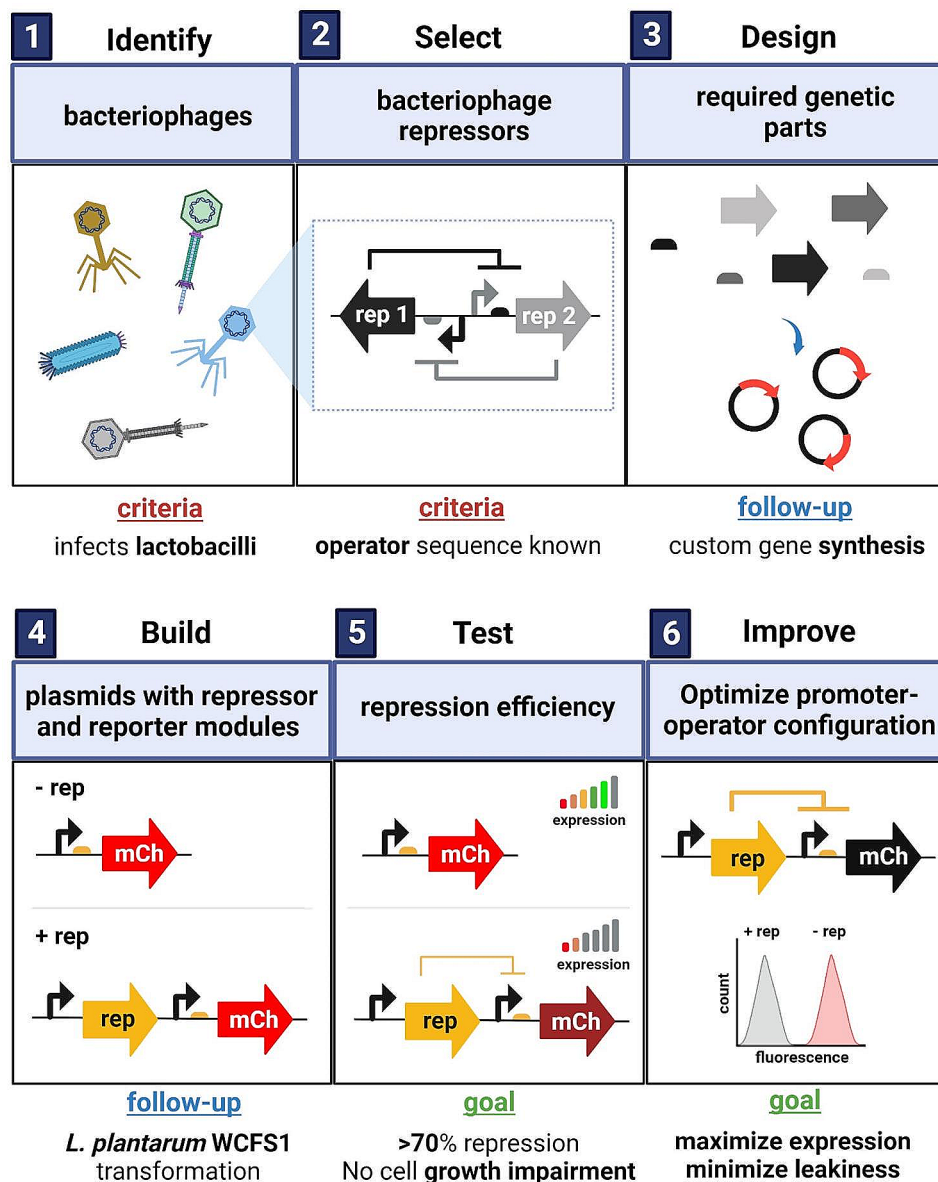 1 Identify
bacteriophages
criteria
infects lactobacilli
2 Select
bacteriophage
repressors
rep 1
rep 2
criteria
operator sequence known
3 Design
required genetic
parts
follow-up
custom gene synthesis
4 Build
plasmids with repressor
and reporter modules
- rep
mCh
+ rep
rep
mCh
follow-up
L. plantarum WCFS1
transformation
5 Test
repression efficiency
expression
mCh
expression
rep
mCh
goal
>70% repression
No cell growth impairment
6 Improve
Optimize promoter-
operator configuration
rep
mCh
+ rep
- rep
count
fluorescence
goal
maximize expression
minimize leakiness